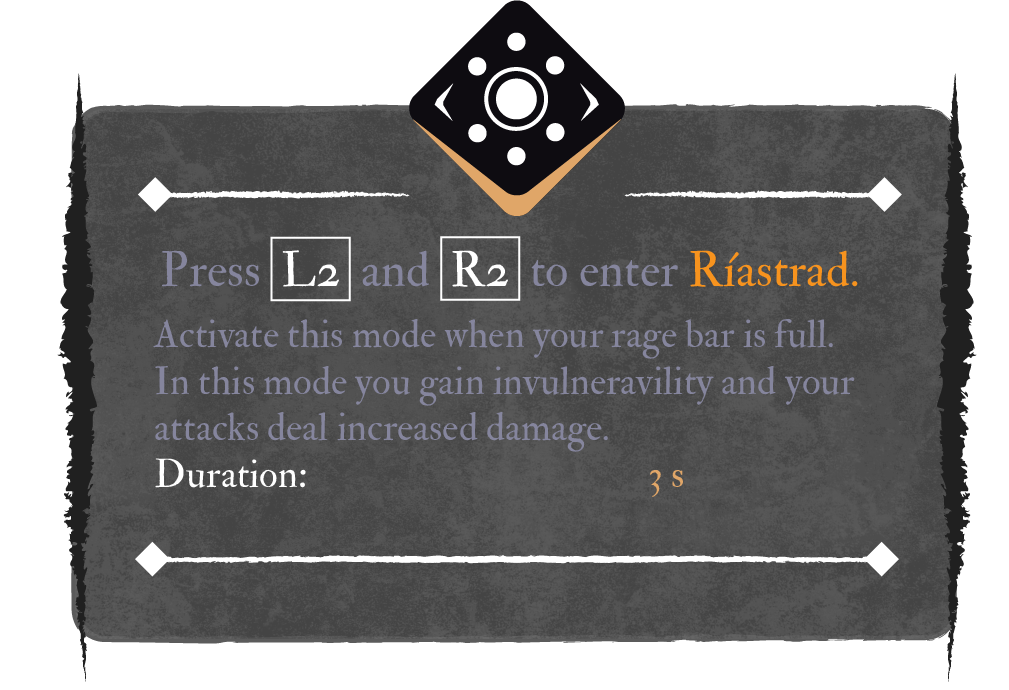 Press L2 and R2 to enter Ríastrad.
Activate this mode when your rage bar is full.
In this mode you gain invulneravility and your
attacks deal increased damage.
Duration: 3 s